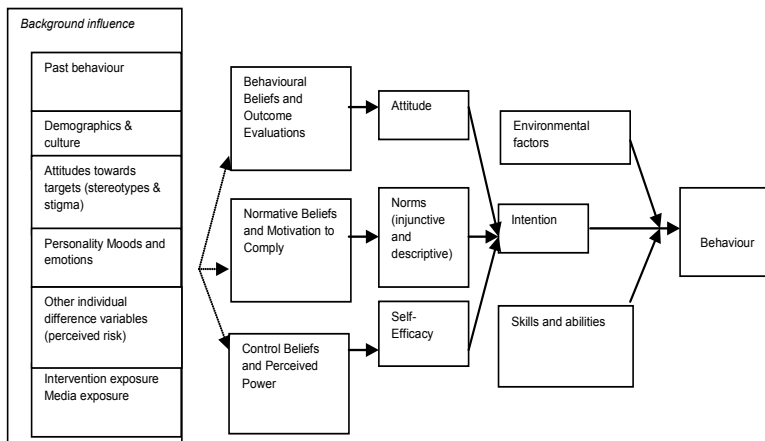 Background influence
Past behaviour
Demographics &
culture
Attitudes towards
targets (stereotypes &
stigma)
Personality Moods and
emotions
Other individual
difference variables
(perceived risk)
Intervention exposure
Media exposure
Behavioural
Beliefs and
Outcome
Evaluations
Normative Beliefs
and Motivation to
Comply
Control Beliefs
and Perceived
Power
Attitude
Norms
(injunctive
and
descriptive)
Self-
Efficacy
Environmental
factors
Intention
Skills and abilities
Behaviour